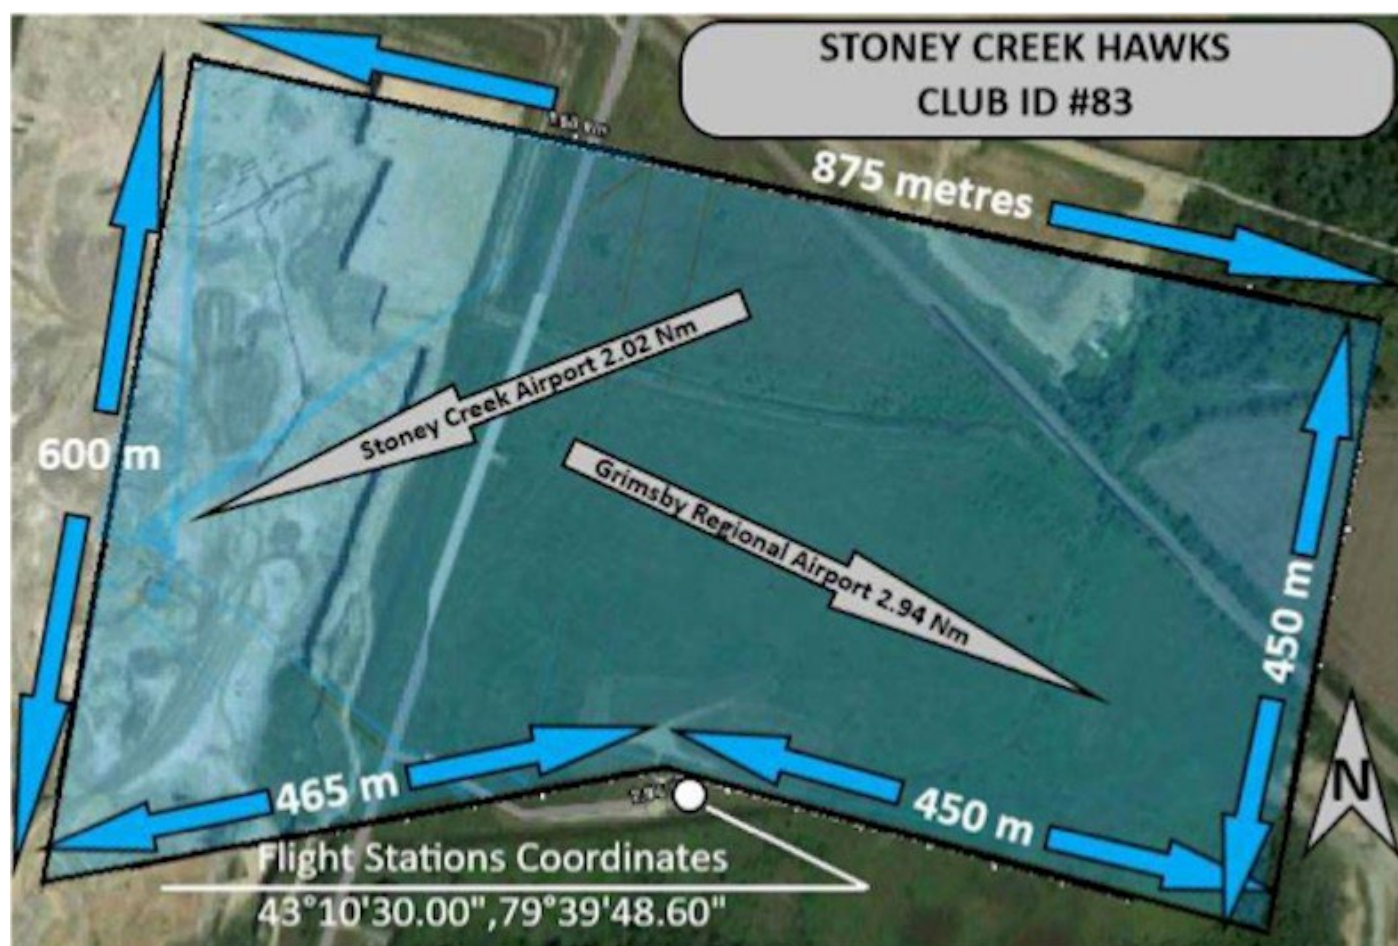 STONEY CREEK HAWKS
CLUB ID #83
875 metres
Stoney Creek Airport 2.02 Nm
600 m
Grimsby Regional Airport 2.94 Nm
450 m
465 m
450 m
N
Flight Stations Coordinates
43°10'30.00",79°39'48.60"